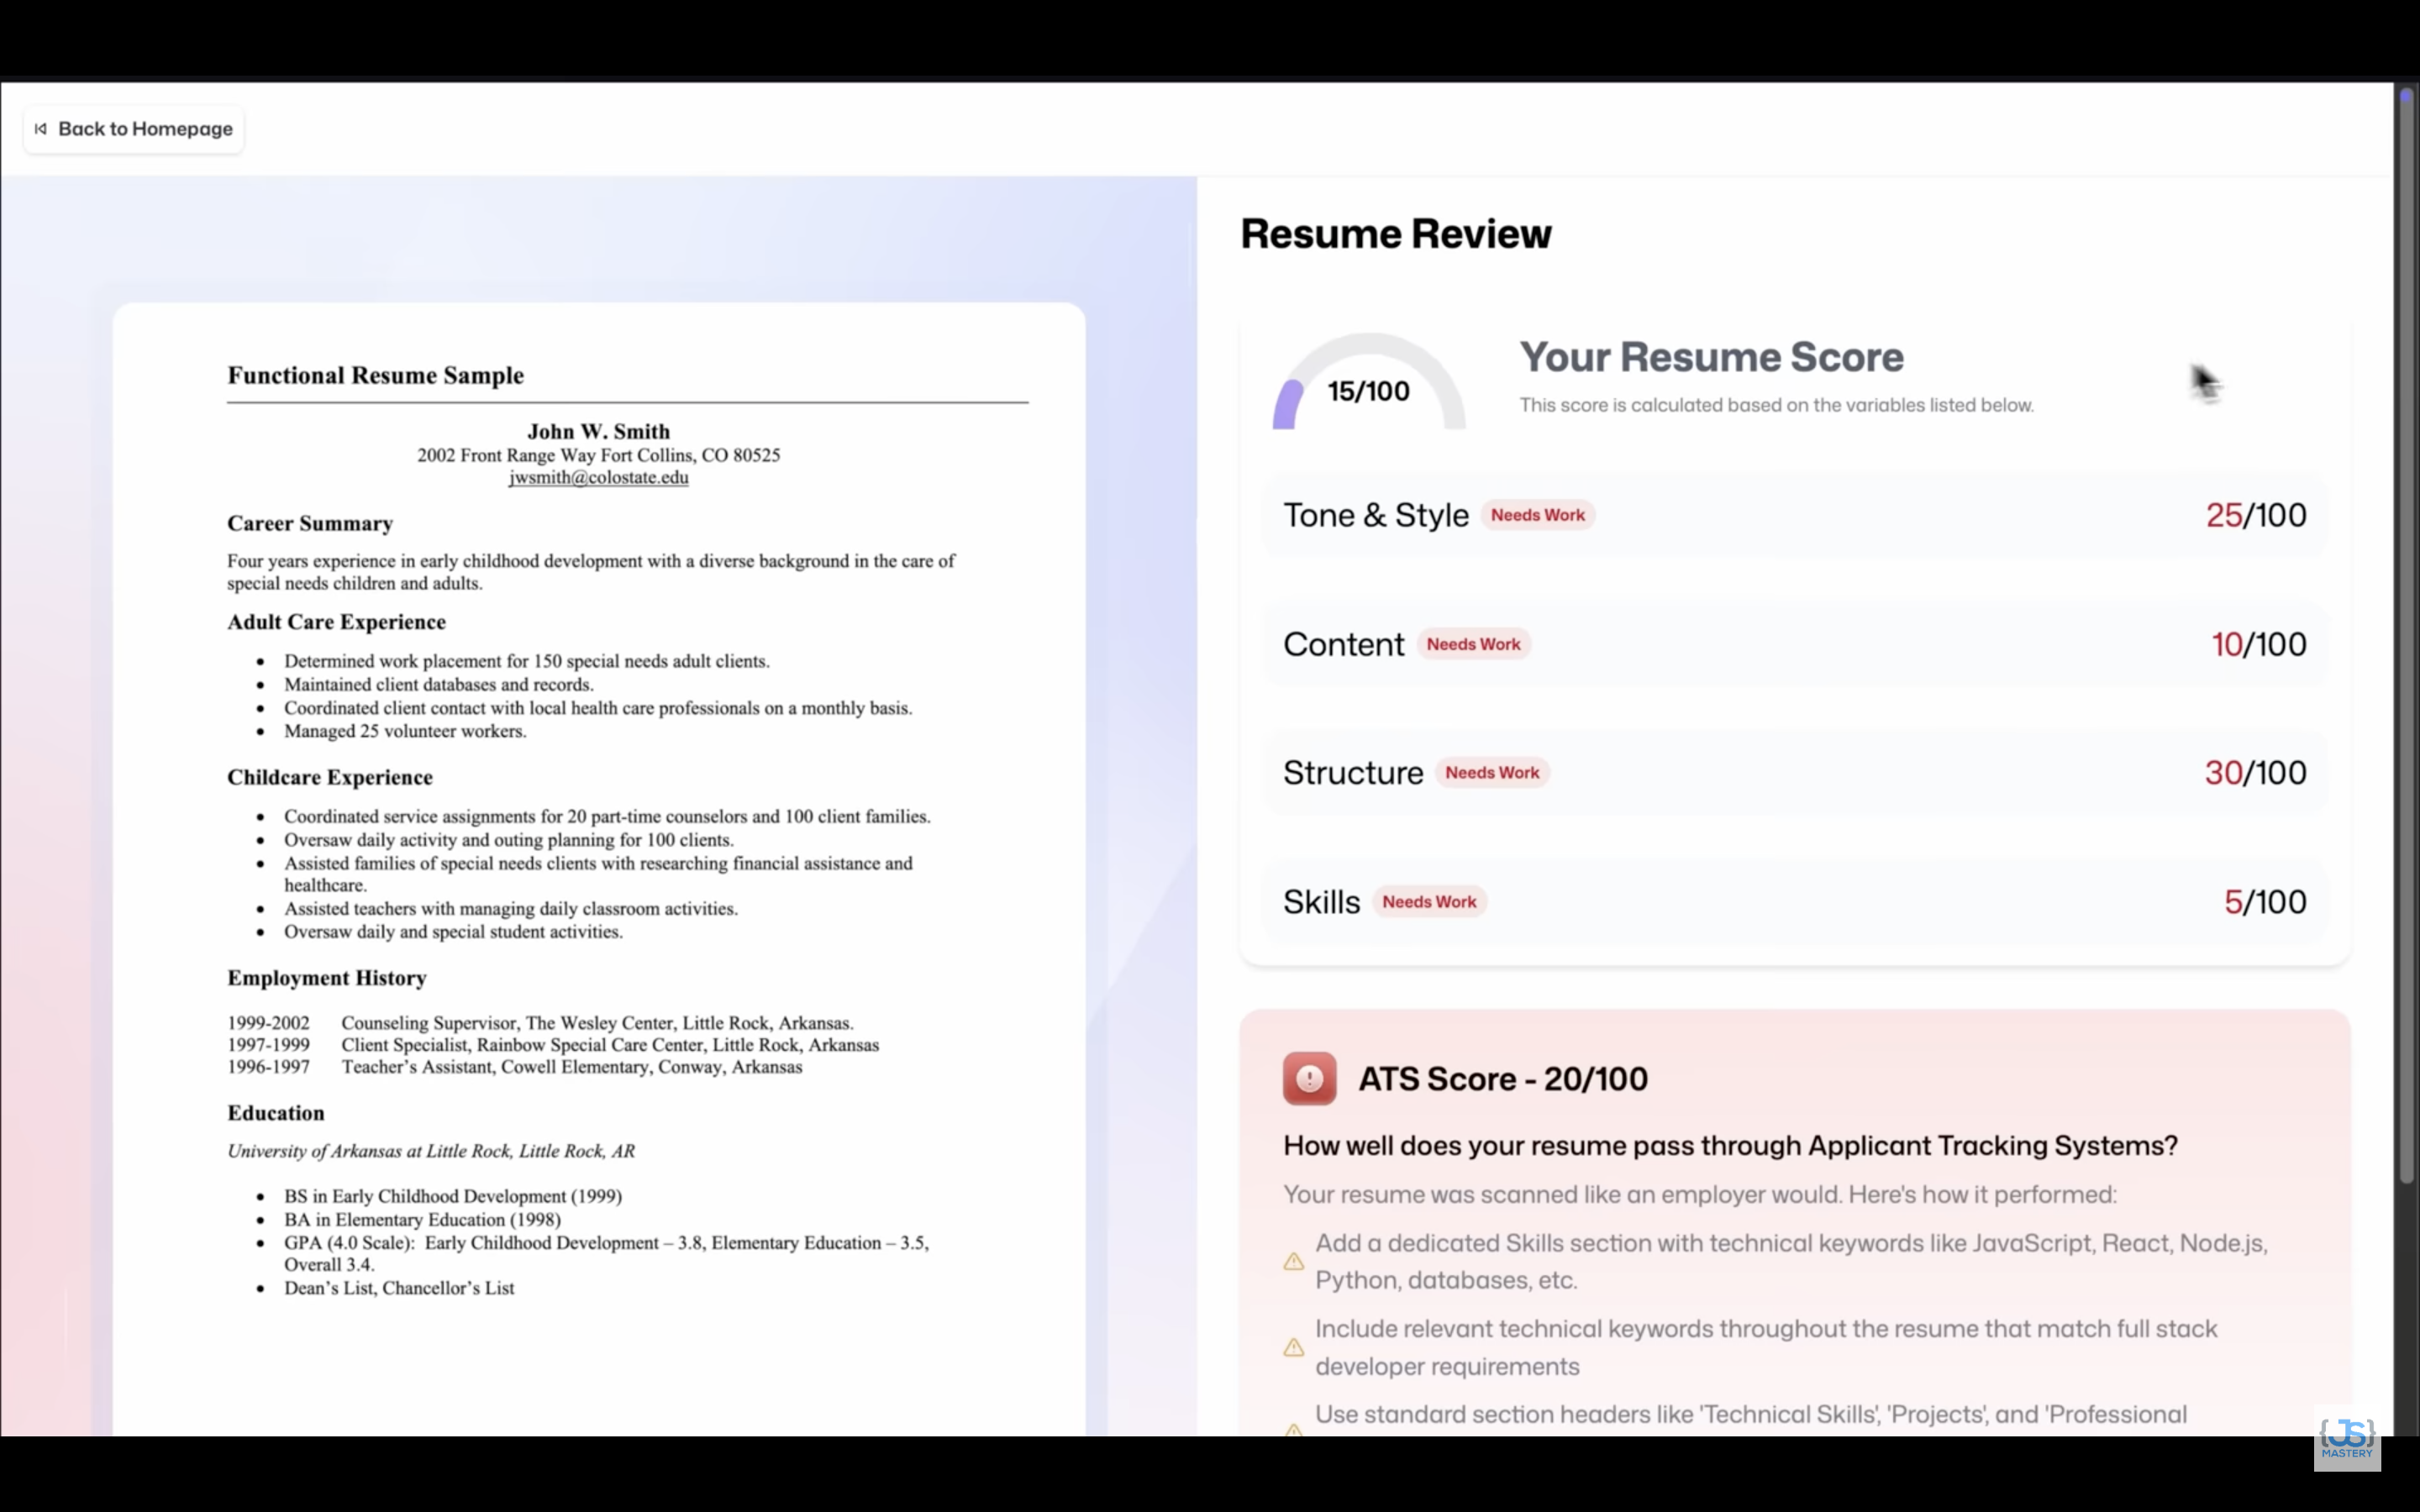 Back to Homepage
Functional Resume Sample
John W. Smith
2002 Front Range Way Fort Collins, CO 80525
jwsmith@colostate.edu
Career Summary
Four years experience in early childhood development with a diverse background in the care of
special needs children and adults.
Adult Care Experience
• Determined work placement for 150 special needs adult clients.
• Maintained client databases and records.
• Coordinated client contact with local health care professionals on a monthly basis.
• Managed 25 volunteer workers.
Childcare Experience
• Coordinated service assignments for 20 part-time counselors and 100 client families.
• Oversaw daily activity and outing planning for 100 clients.
• Assisted families of special needs clients with researching financial assistance and
healthcare.
• Assisted teachers with managing daily classroom activities.
• Oversaw daily and special student activities.
Employment History
1999-2002 Counseling Supervisor, The Wesley Center, Little Rock, Arkansas.
1997-1999 Client Specialist, Rainbow Special Care Center, Little Rock, Arkansas
1996-1997 Teacher's Assistant, Cowell Elementary, Conway, Arkansas
Education
University of Arkansas at Little Rock, Little Rock, AR
• BS in Early Childhood Development (1999)
• BA in Elementary Education (1998)
• GPA (4.0 Scale): Early Childhood Development – 3.8, Elementary Education – 3.5,
Overall 3.4.
• Dean's List, Chancellor's List
Resume Review
15/100
Your Resume Score
This score is calculated based on the variables listed below.
Tone & Style Needs Work 25/100
Content Needs Work 10/100
Structure Needs Work 30/100
Skills Needs Work 5/100
ATS Score - 20/100
How well does your resume pass through Applicant Tracking Systems?
Your resume was scanned like an employer would. Here's how it performed:
Add a dedicated Skills section with technical keywords like JavaScript, React, Node.js,
Python, databases, etc.
Include relevant technical keywords throughout the resume that match full stack
developer requirements
Use standard section headers like 'Technical Skills', 'Projects', and 'Professional
{JS}
MASTERY